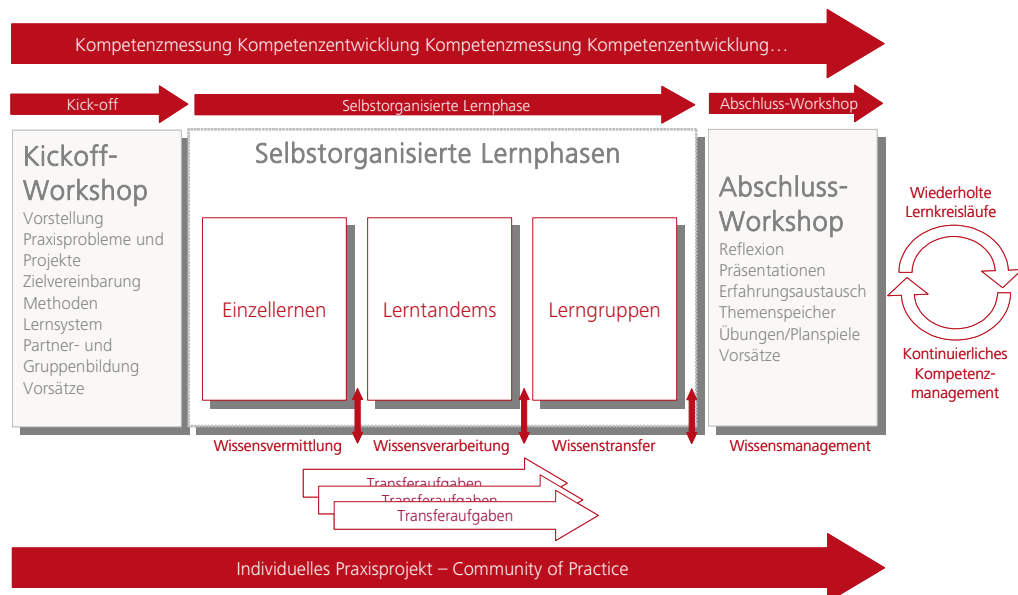 Kompetenzmessung Kompetenzentwicklung Kompetenzmessung Kompetenzentwicklung...
Kick-off
Selbstorganisierte Lernphase
Abschluss-Workshop
Kickoff-
Workshop
Vorstellung
Praxisprobleme und
Projekte
Zielvereinbarung
Methoden
Lernsystem
Partner- und
Gruppenbildung
Vorsätze
Selbstorganisierte Lernphasen
Einzellernen
Lerntandems
Lerngruppen
Abschluss-
Workshop
Reflexion
Präsentationen
Erfahrungsaustausch
Themenspeicher
Übungen/Planspiele
Vorsätze
Wiederholte
Lernkreisläufe
Kontinuierliches
Kompetenz-
management
Wissensvermittlung
Wissensverarbeitung
Wissenstransfer
Wissensmanagement
Transferaufgaben
Transferaufgaben
Transferaufgaben
Individuelles Praxisprojekt – Community of Practice